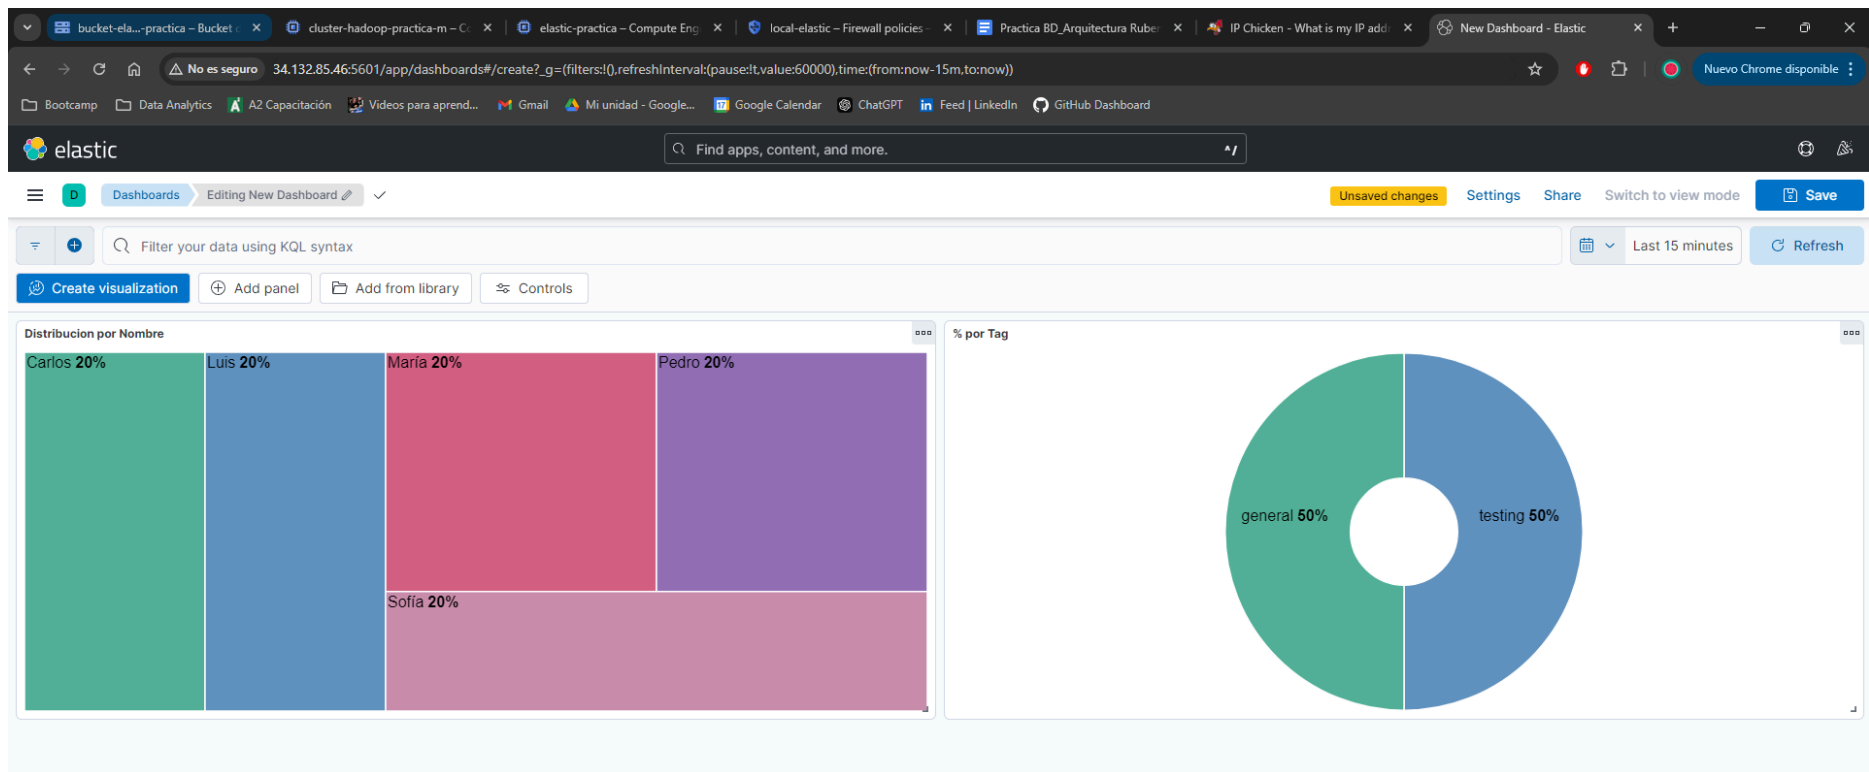 bucket-ela...-practica – Bucket d
cluster-hadoop-practica-m – Co
elastic-practica – Compute Eng
local-elastic – Firewall policies –
Practica BD_Arquitectura Ruber
IP Chicken - What is my IP addr
New Dashboard - Elastic
No es seguro 34.132.85.46:5601/app/dashboards#/create?_g=(filters:!(),refreshInterval:(pause:!t,value:60000),time:(from:now-15m,to:now))
Nuevo Chrome disponible
Bootcamp Data Analytics A2 Capacitación Videos para aprend... Gmail Mi unidad - Google... Google Calendar ChatGPT Feed | LinkedIn GitHub Dashboard
elastic
Find apps, content, and more.
^/
D Dashboards Editing New Dashboard
Unsaved changes Settings Share Switch to view mode Save
Filter your data using KQL syntax
Last 15 minutes Refresh
Create visualization Add panel Add from library Controls
Distribucion por Nombre
Carlos 20%
Luis 20%
María 20%
Pedro 20%
Sofía 20%
% por Tag
general 50%
testing 50%